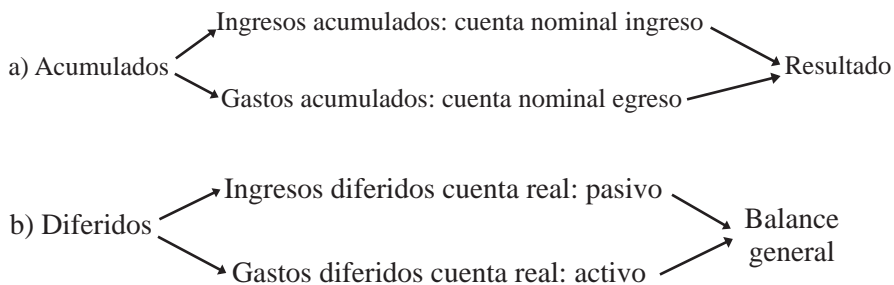 Ingresos acumulados: cuenta nominal ingreso
a) Acumulados
Resultado
Gastos acumulados: cuenta nominal egreso
Ingresos diferidos cuenta real: pasivo
b) Diferidos
Balance
general
Gastos diferidos cuenta real: activo